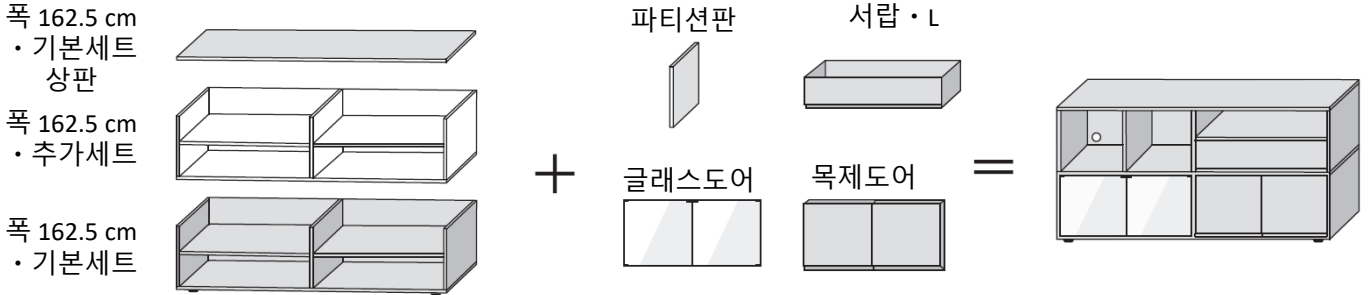 폭 162.5 cm
・기본세트
상판
폭 162.5 cm
・추가세트
폭 162.5 cm
・기본세트
파티션판
서랍・L
+
글래스도어
목제도어
=